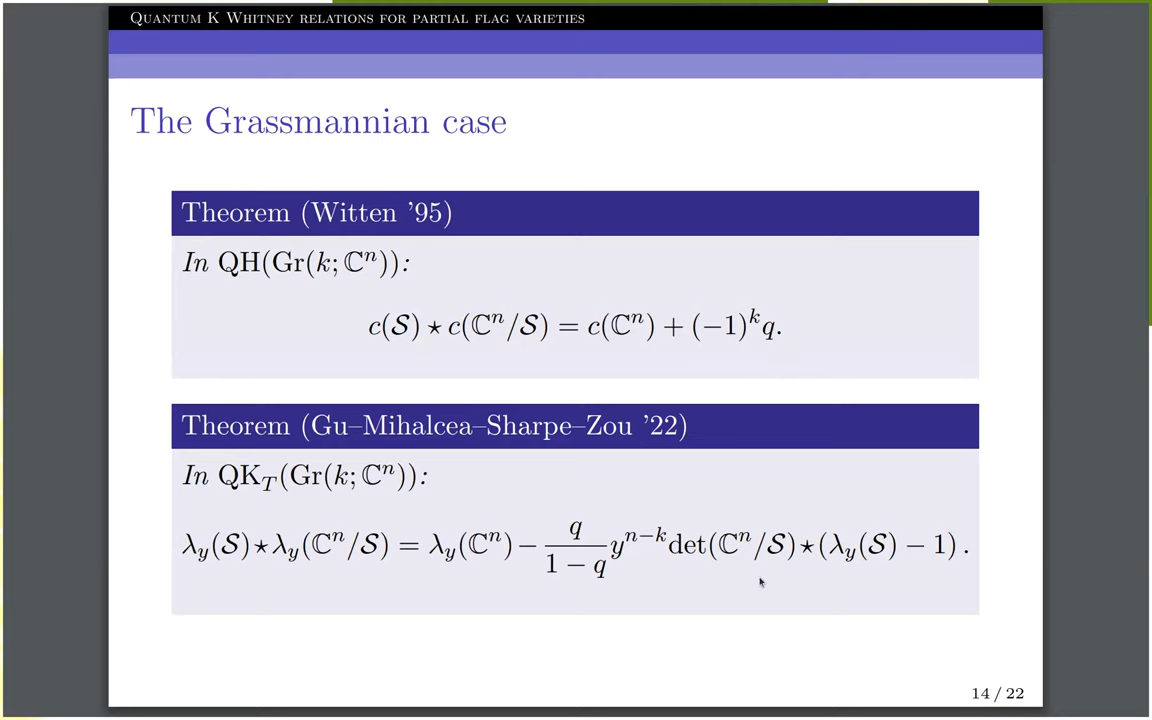 Quantum K Whitney relations for partial flag varieties
The Grassmannian case
Theorem (Witten '95)
In QH(Gr(k; ℂⁿ)):
c(𝒮) ⋆ c(ℂⁿ/𝒮) = c(ℂⁿ) + (−1)ᵏq.
Theorem (Gu–Mihalcea–Sharpe–Zou '22)
In QK_T(Gr(k; ℂⁿ)):
λ_y(𝒮) ⋆ λ_y(ℂⁿ/𝒮) = λ_y(ℂⁿ) − \frac{q}{1 − q} y^{n−k} det(ℂⁿ/𝒮) ⋆ (λ_y(𝒮) − 1) .
14 / 22